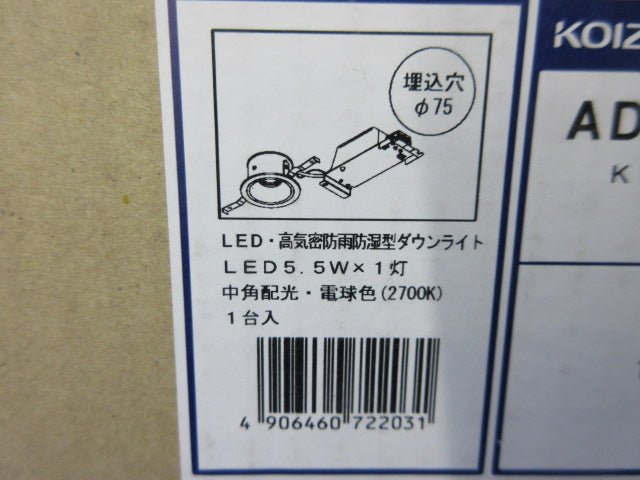 埋込穴
φ75
LED・高気密防雨防湿型ダウンライト
LED5.5W×1灯
中角配光・電球色(2700K)
1台入
4 906460 722031
KOIZ
AD
K